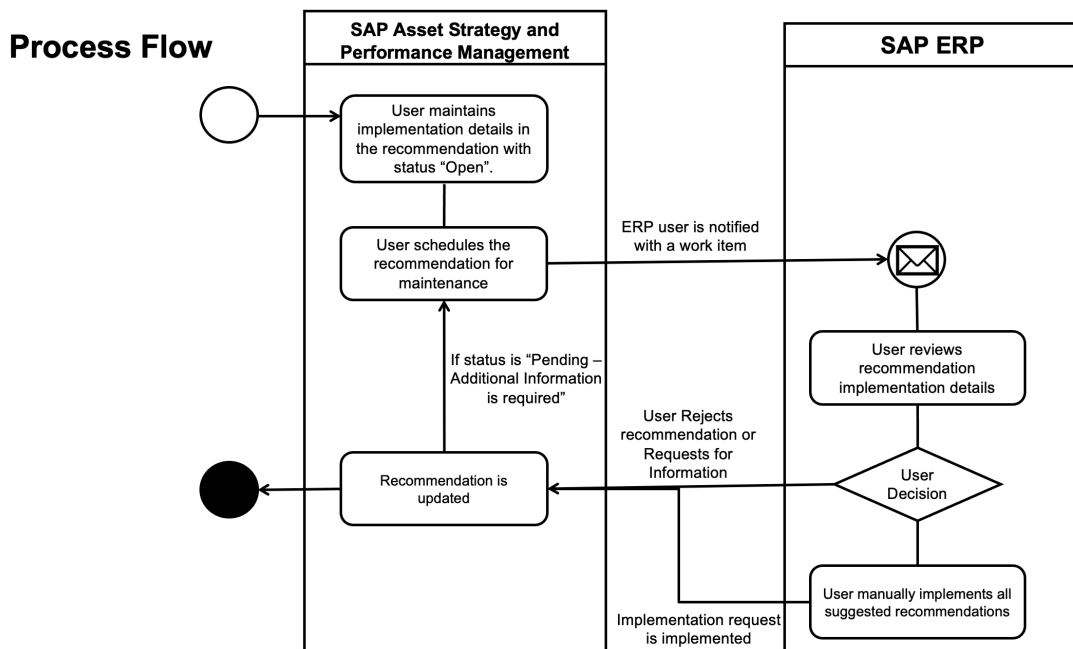 Process Flow
SAP Asset Strategy and
Performance Management
SAP ERP
User maintains
implementation details in
the recommendation with
status “Open”.
User schedules the
recommendation for
maintenance
ERP user is notified
with a work item
User reviews
recommendation
implementation details
If status is “Pending –
Additional Information
is required”
User Rejects
recommendation or
Requests for
Information
User
Decision
Recommendation is
updated
User manually implements all
suggested recommendations
Implementation request
is implemented